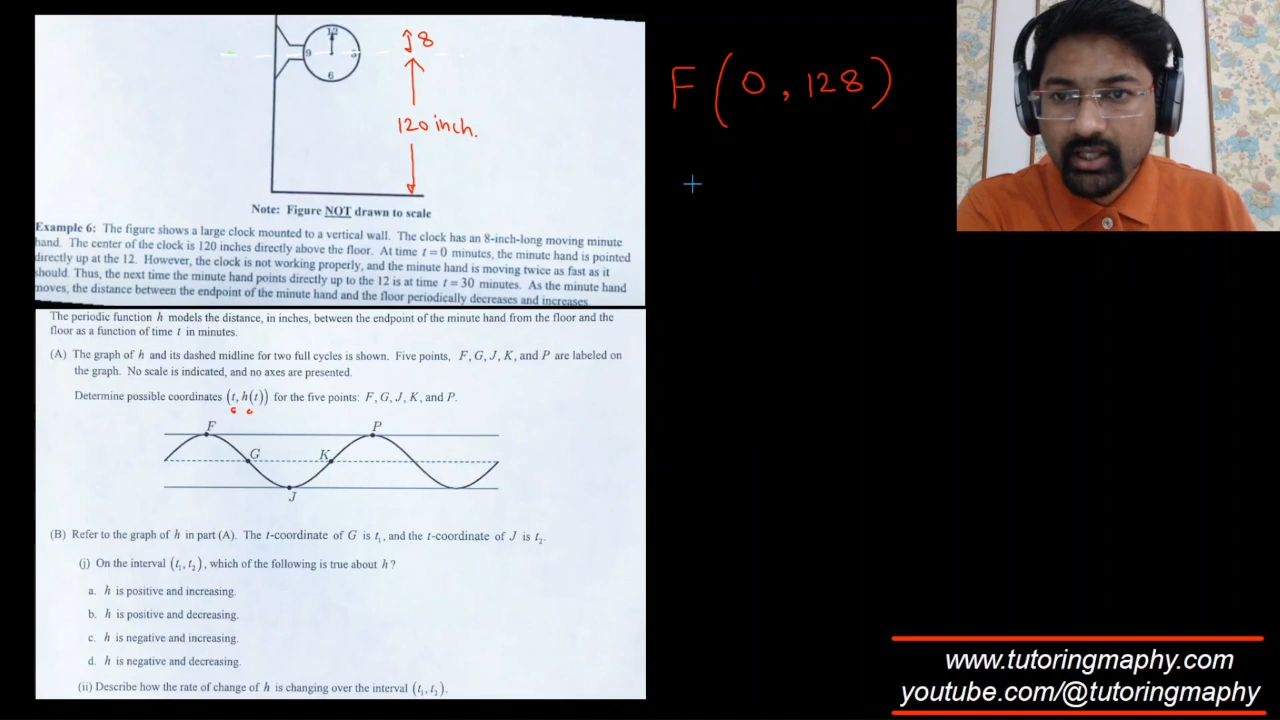 12
9
3
6
8
120 inch.
F (0, 128)
Note: Figure NOT drawn to scale
Example 6: The figure shows a large clock mounted to a vertical wall. The clock has an 8-inch-long moving minute
hand. The center of the clock is 120 inches directly above the floor. At time t = 0 minutes, the minute hand is pointed
directly up at the 12. However, the clock is not working properly, and the minute hand is moving twice as fast as it
should. Thus, the next time the minute hand points directly up to the 12 is at time t = 30 minutes. As the minute hand
moves, the distance between the endpoint of the minute hand and the floor periodically decreases and increases.
The periodic function h models the distance, in inches, between the endpoint of the minute hand from the floor and the
floor as a function of time t in minutes.
(A) The graph of h and its dashed midline for two full cycles is shown. Five points, F, G, J, K, and P are labeled on
the graph. No scale is indicated, and no axes are presented.
Determine possible coordinates (t, h(t)) for the five points: F, G, J, K, and P.
F
P
G
K
J
(B) Refer to the graph of h in part (A). The t-coordinate of G is t₁, and the t-coordinate of J is t₂.
(i) On the interval (t₁, t₂), which of the following is true about h?
a. h is positive and increasing.
b. h is positive and decreasing.
c. h is negative and increasing.
d. h is negative and decreasing.
(ii) Describe how the rate of change of h is changing over the interval (t₁, t₂).
www.tutoringmaphy.com
youtube.com/@tutoringmaphy